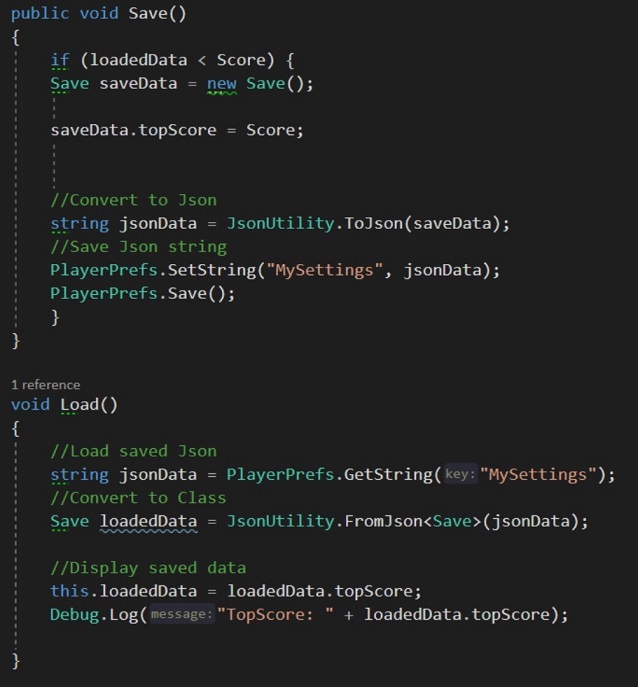 public void Save()
{
if (loadedData < Score) {
Save saveData = new Save();
saveData.topScore = Score;
//Convert to Json
string jsonData = JsonUtility.ToJson(saveData);
//Save Json string
PlayerPrefs.SetString("MySettings", jsonData);
PlayerPrefs.Save();
}
}
1 reference
void Load()
{
//Load saved Json
string jsonData = PlayerPrefs.GetString(key:"MySettings");
//Convert to Class
Save loadedData = JsonUtility.FromJson<Save>(jsonData);
//Display saved data
this.loadedData = loadedData.topScore;
Debug.Log(message:"TopScore: " + loadedData.topScore);
}